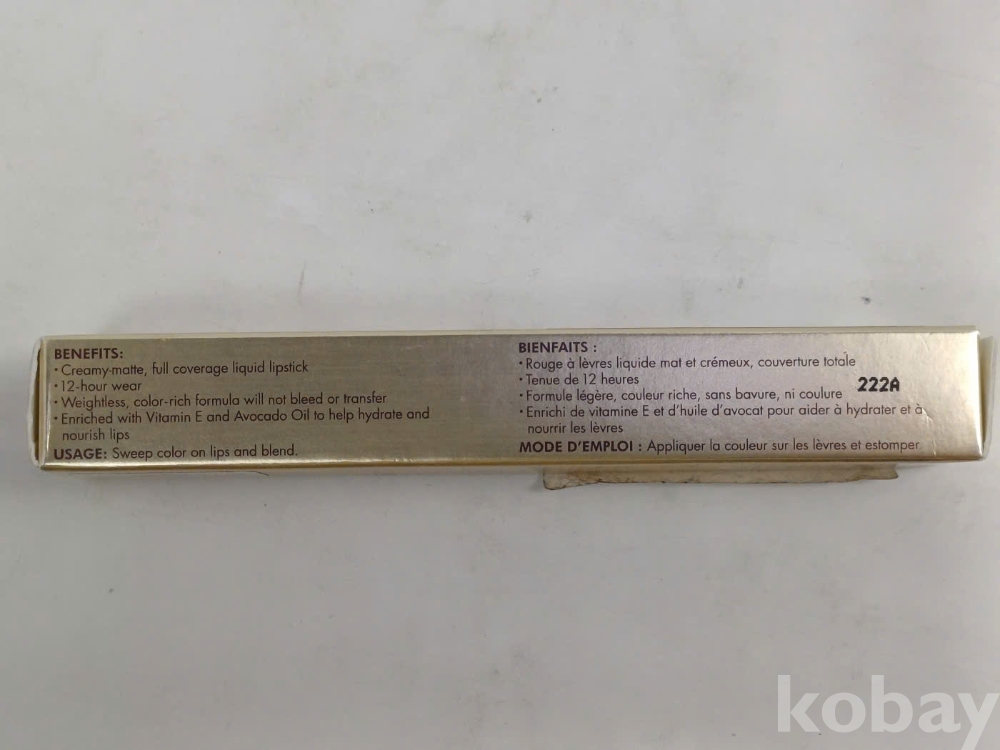 BENEFITS:
• Creamy-matte, full coverage liquid lipstick
• 12-hour wear
• Weightless, color-rich formula will not bleed or transfer
• Enriched with Vitamin E and Avocado Oil to help hydrate and
nourish lips
USAGE: Sweep color on lips and blend.
BIENFAITS :
• Rouge à lèvres liquide mat et crémeux, couverture totale
• Tenue de 12 heures
• Formule légère, couleur riche, sans bavure, ni coulure
• Enrichi de vitamine E et d'huile d'avocat pour aider à hydrater et à
nourrir les lèvres
MODE D'EMPLOI : Appliquer la couleur sur les lèvres et estomper.
222A
kobay